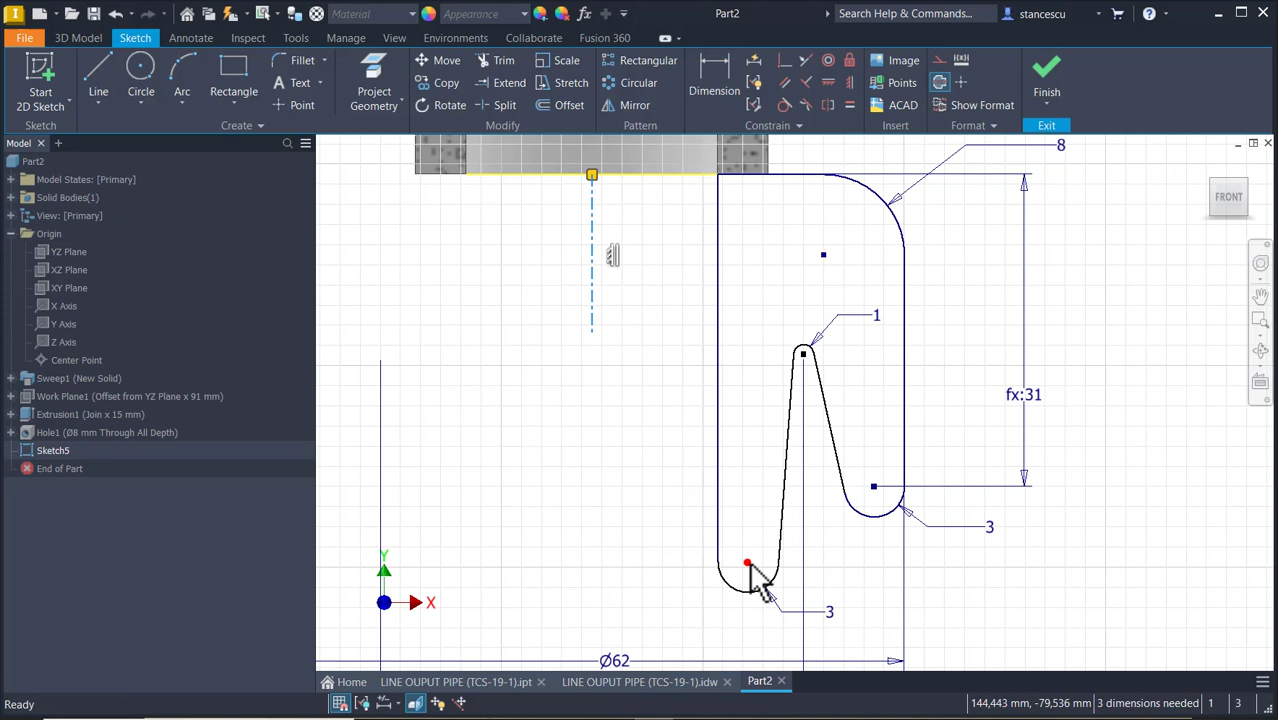 Material
Appearance
Part2
Search Help & Commands...
stancescu
File
3D Model
Sketch
Annotate
Inspect
Tools
Manage
View
Environments
Collaborate
Fusion 360
Start
2D Sketch
Line
Circle
Arc
Rectangle
Fillet
Text
Point
Project
Geometry
Move
Copy
Rotate
Trim
Extend
Split
Scale
Stretch
Offset
Rectangular
Circular
Mirror
Dimension
Image
Points
ACAD
Show Format
Finish
Sketch
Create
Modify
Pattern
Constrain
Insert
Format
Exit
Model
Part2
Model States: [Primary]
Solid Bodies(1)
View: [Primary]
Origin
YZ Plane
XZ Plane
XY Plane
X Axis
Y Axis
Z Axis
Center Point
Sweep1 (New Solid)
Work Plane1 (Offset from YZ Plane x 91 mm)
Extrusion1 (Join x 15 mm)
Hole1 (Ø8 mm Through All Depth)
Sketch5
End of Part
8
FRONT
1
fx:31
3
3
Y
X
Ø62
Home
LINE OUPUT PIPE (TCS-19-1).ipt
LINE OUPUT PIPE (TCS-19-1).idw
Part2
Ready
144,443 mm, -79,536 mm
3 dimensions needed
1
3